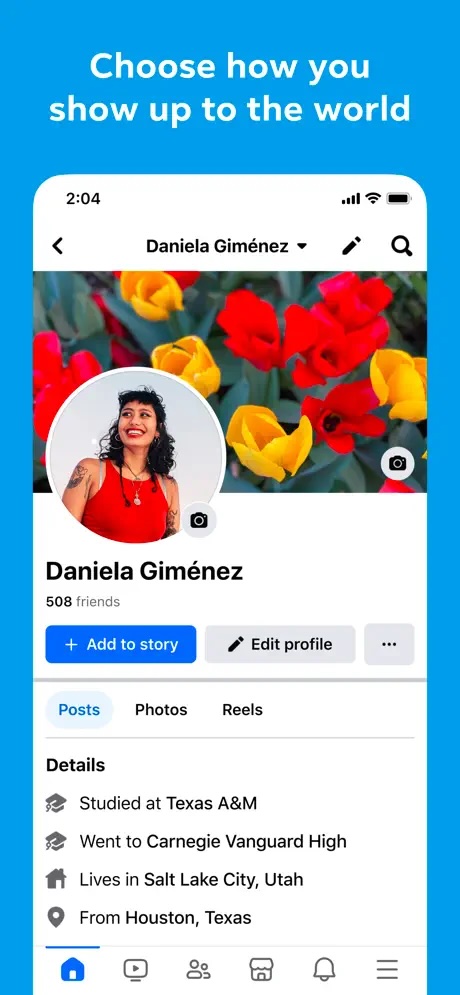 Choose how you
show up to the world
2:04
Daniela Giménez
Daniela Giménez
508 friends
+ Add to story
Edit profile
Posts
Photos
Reels
Details
Studied at Texas A&M
Went to Carnegie Vanguard High
Lives in Salt Lake City, Utah
From Houston, Texas